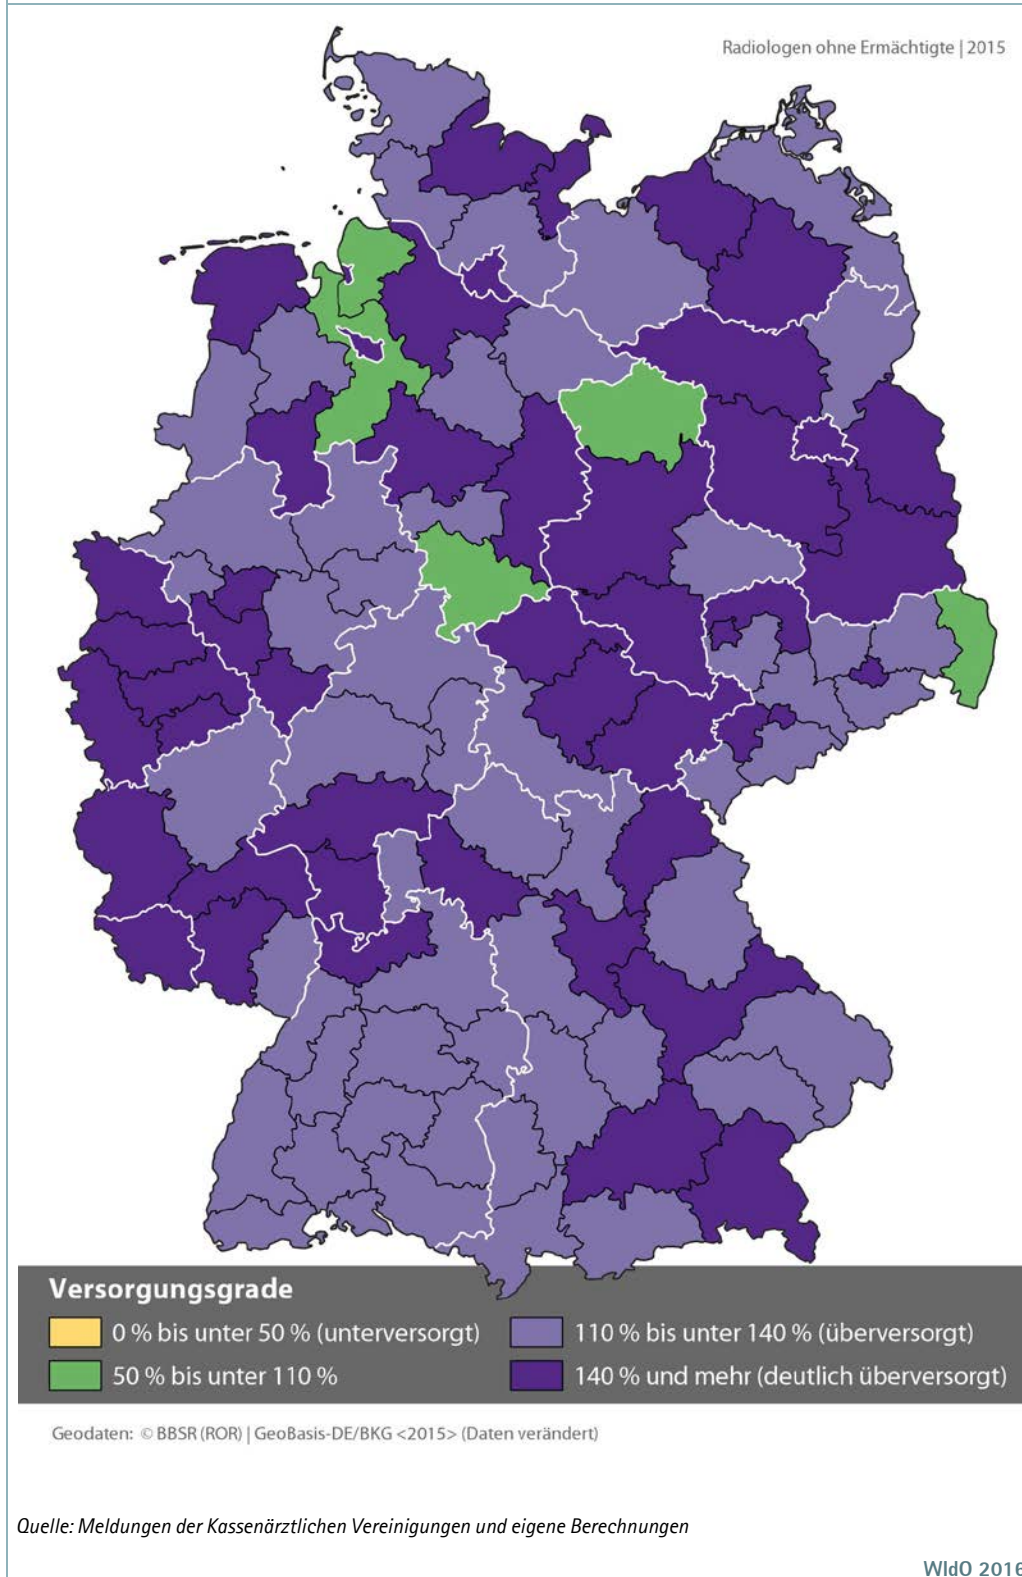 Radiologen ohne Ermächtigte | 2015
Versorgungsgrade
0 % bis unter 50 % (unterversorgt)
110 % bis unter 140 % (überversorgt)
50 % bis unter 110 %
140 % und mehr (deutlich überversorgt)
Geodaten: © BBSR (ROR) | GeoBasis-DE/BKG <2015> (Daten verändert)
Quelle: Meldungen der Kassenärztlichen Vereinigungen und eigene Berechnungen
WIdO 2016